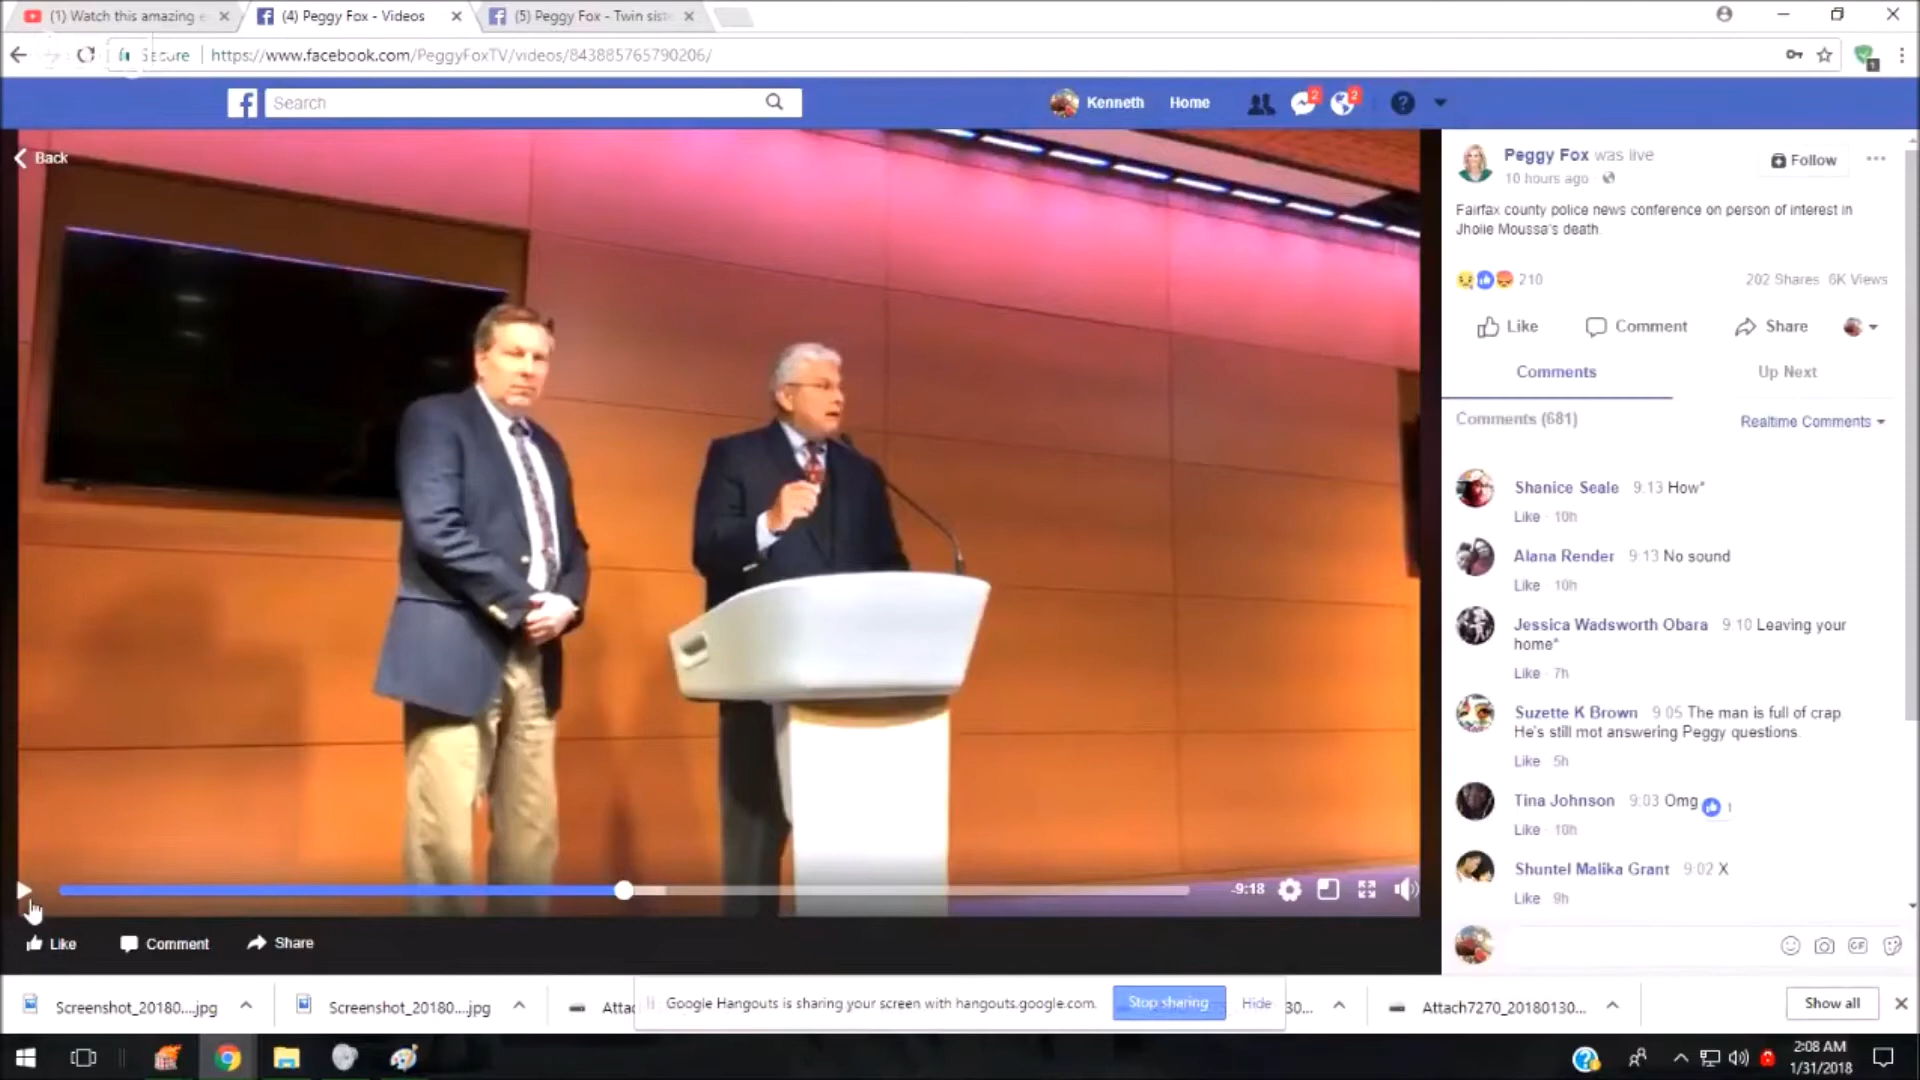 (1) Watch this amazing
(4) Peggy Fox - Videos
(5) Peggy Fox - Twin siste
Secure
https://www.facebook.com/PeggyFoxTV/videos/843885765790206/
Search
Kenneth
Home
2
2
Back
Peggy Fox was live
Follow
10 hours ago
Fairfax county police news conference on person of interest in
Jholie Moussa's death
210
202 Shares 6K Views
Like
Comment
Share
Comments
Up Next
Comments (681)
Realtime Comments
Shanice Seale 9:13 How*
Like · 10h
Alana Render 9:13 No sound
Like 10h
Jessica Wadsworth Obara 9:10 Leaving your
home*
Like · 7h
Suzette K Brown 9:05 The man is full of crap
He's still mot answering Peggy questions.
Like 5h
Tina Johnson 9:03 Omg
1
Like · 10h
Shuntel Malika Grant 9:02 X
Like · 9h
-9:18
Like
Comment
Share
GIF
Screenshot_20180....jpg
Screenshot_20180....jpg
Attac
Google Hangouts is sharing your screen with hangouts.google.com.
Stop sharing
Hide
30...
Attach7270_20180130...
Show all
2:08 AM
1/31/2018